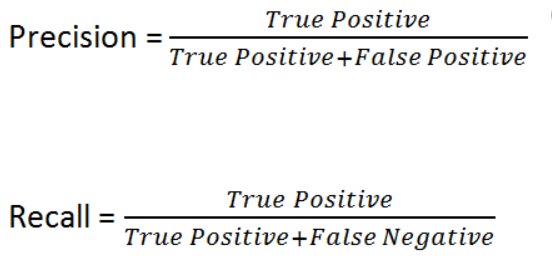 Precision = True Positive / True Positive+False Positive
Recall = True Positive / True Positive+False Negative